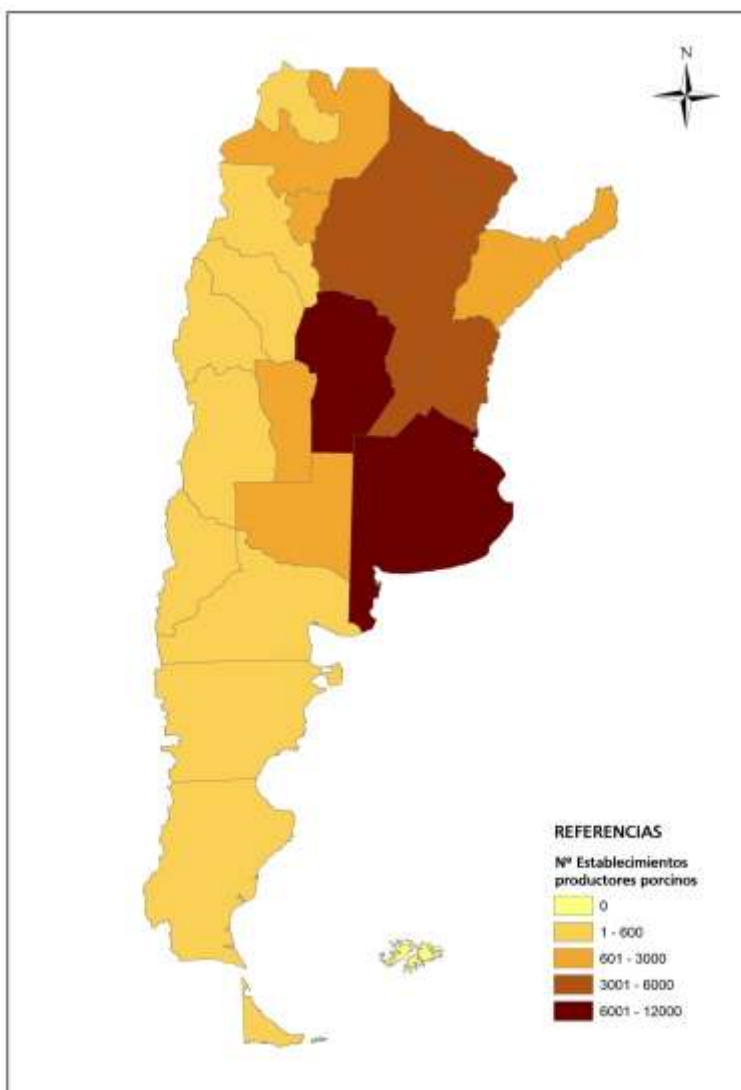 N
REFERENCIAS
Nº Establecimientos
productores porcinos
0
1 - 600
601 - 3000
3001 - 6000
6001 - 12000